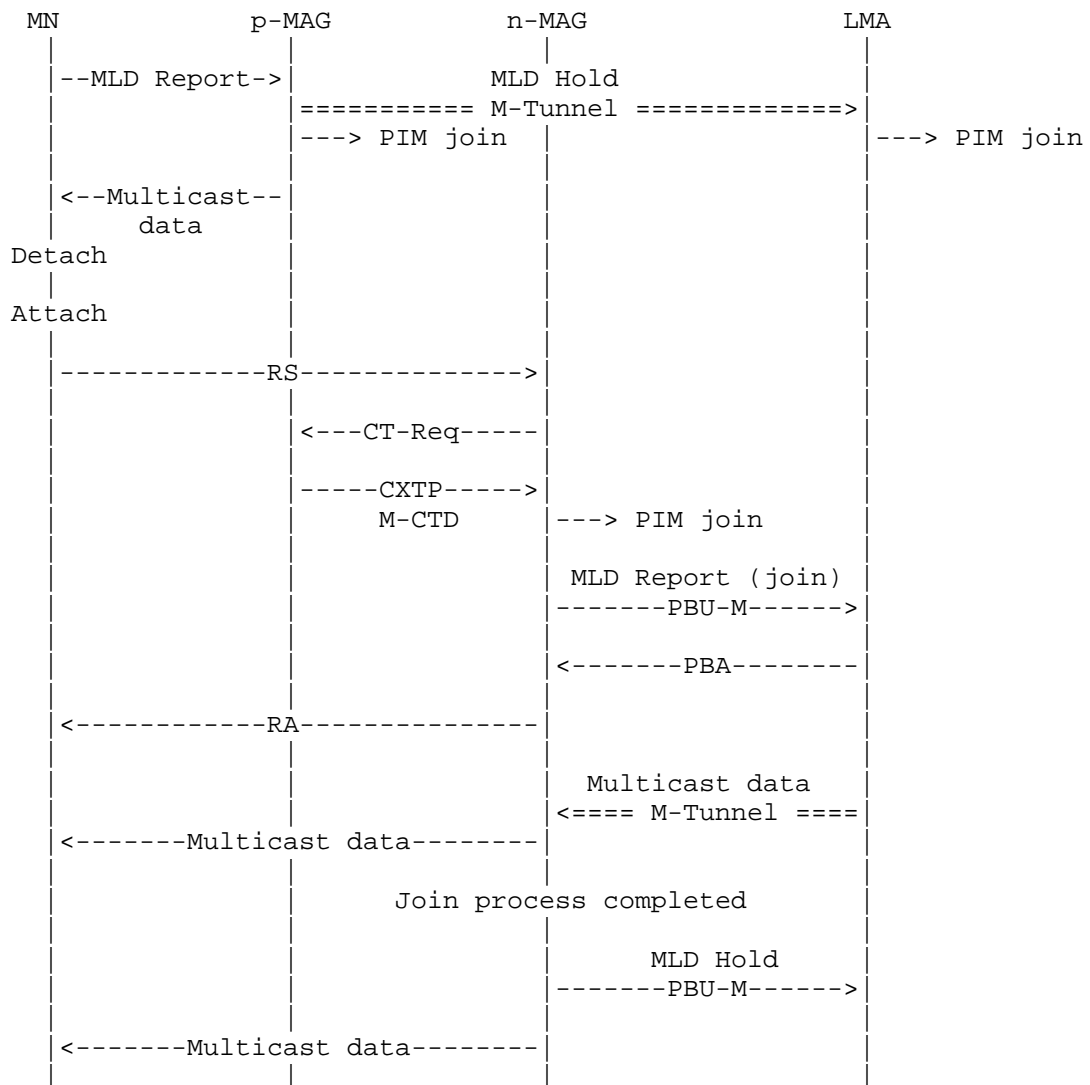 MN p-MAG n-MAG LMA
--MLD Report-> MLD Hold
=========== M-Tunnel =============>
---> PIM join ---> PIM join
<--Multicast--
data
Detach
Attach
-------------RS-------------->
<---CT-Req-----
-----CXTP----->
M-CTD ---> PIM join
MLD Report (join)
-------PBU-M------>
<-------PBA--------
<------------RA---------------
Multicast data
<==== M-Tunnel ====
<-------Multicast data--------
Join process completed
MLD Hold
-------PBU-M------>
<-------Multicast data--------